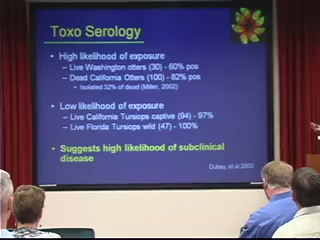 Toxo Serology
• High likelihood of exposure
– Live Washington otters (30) - 60% pos
– Dead California Otters (100) - 82% pos
• Isolated 32% of dead (Miller, 2002)
• Low likelihood of exposure
– Live California Tursiops captive (94) - 97%
– Live Florida Tursiops wild (47) - 100%
• Suggests high likelihood of subclinical
disease
Dubey, et al 2003